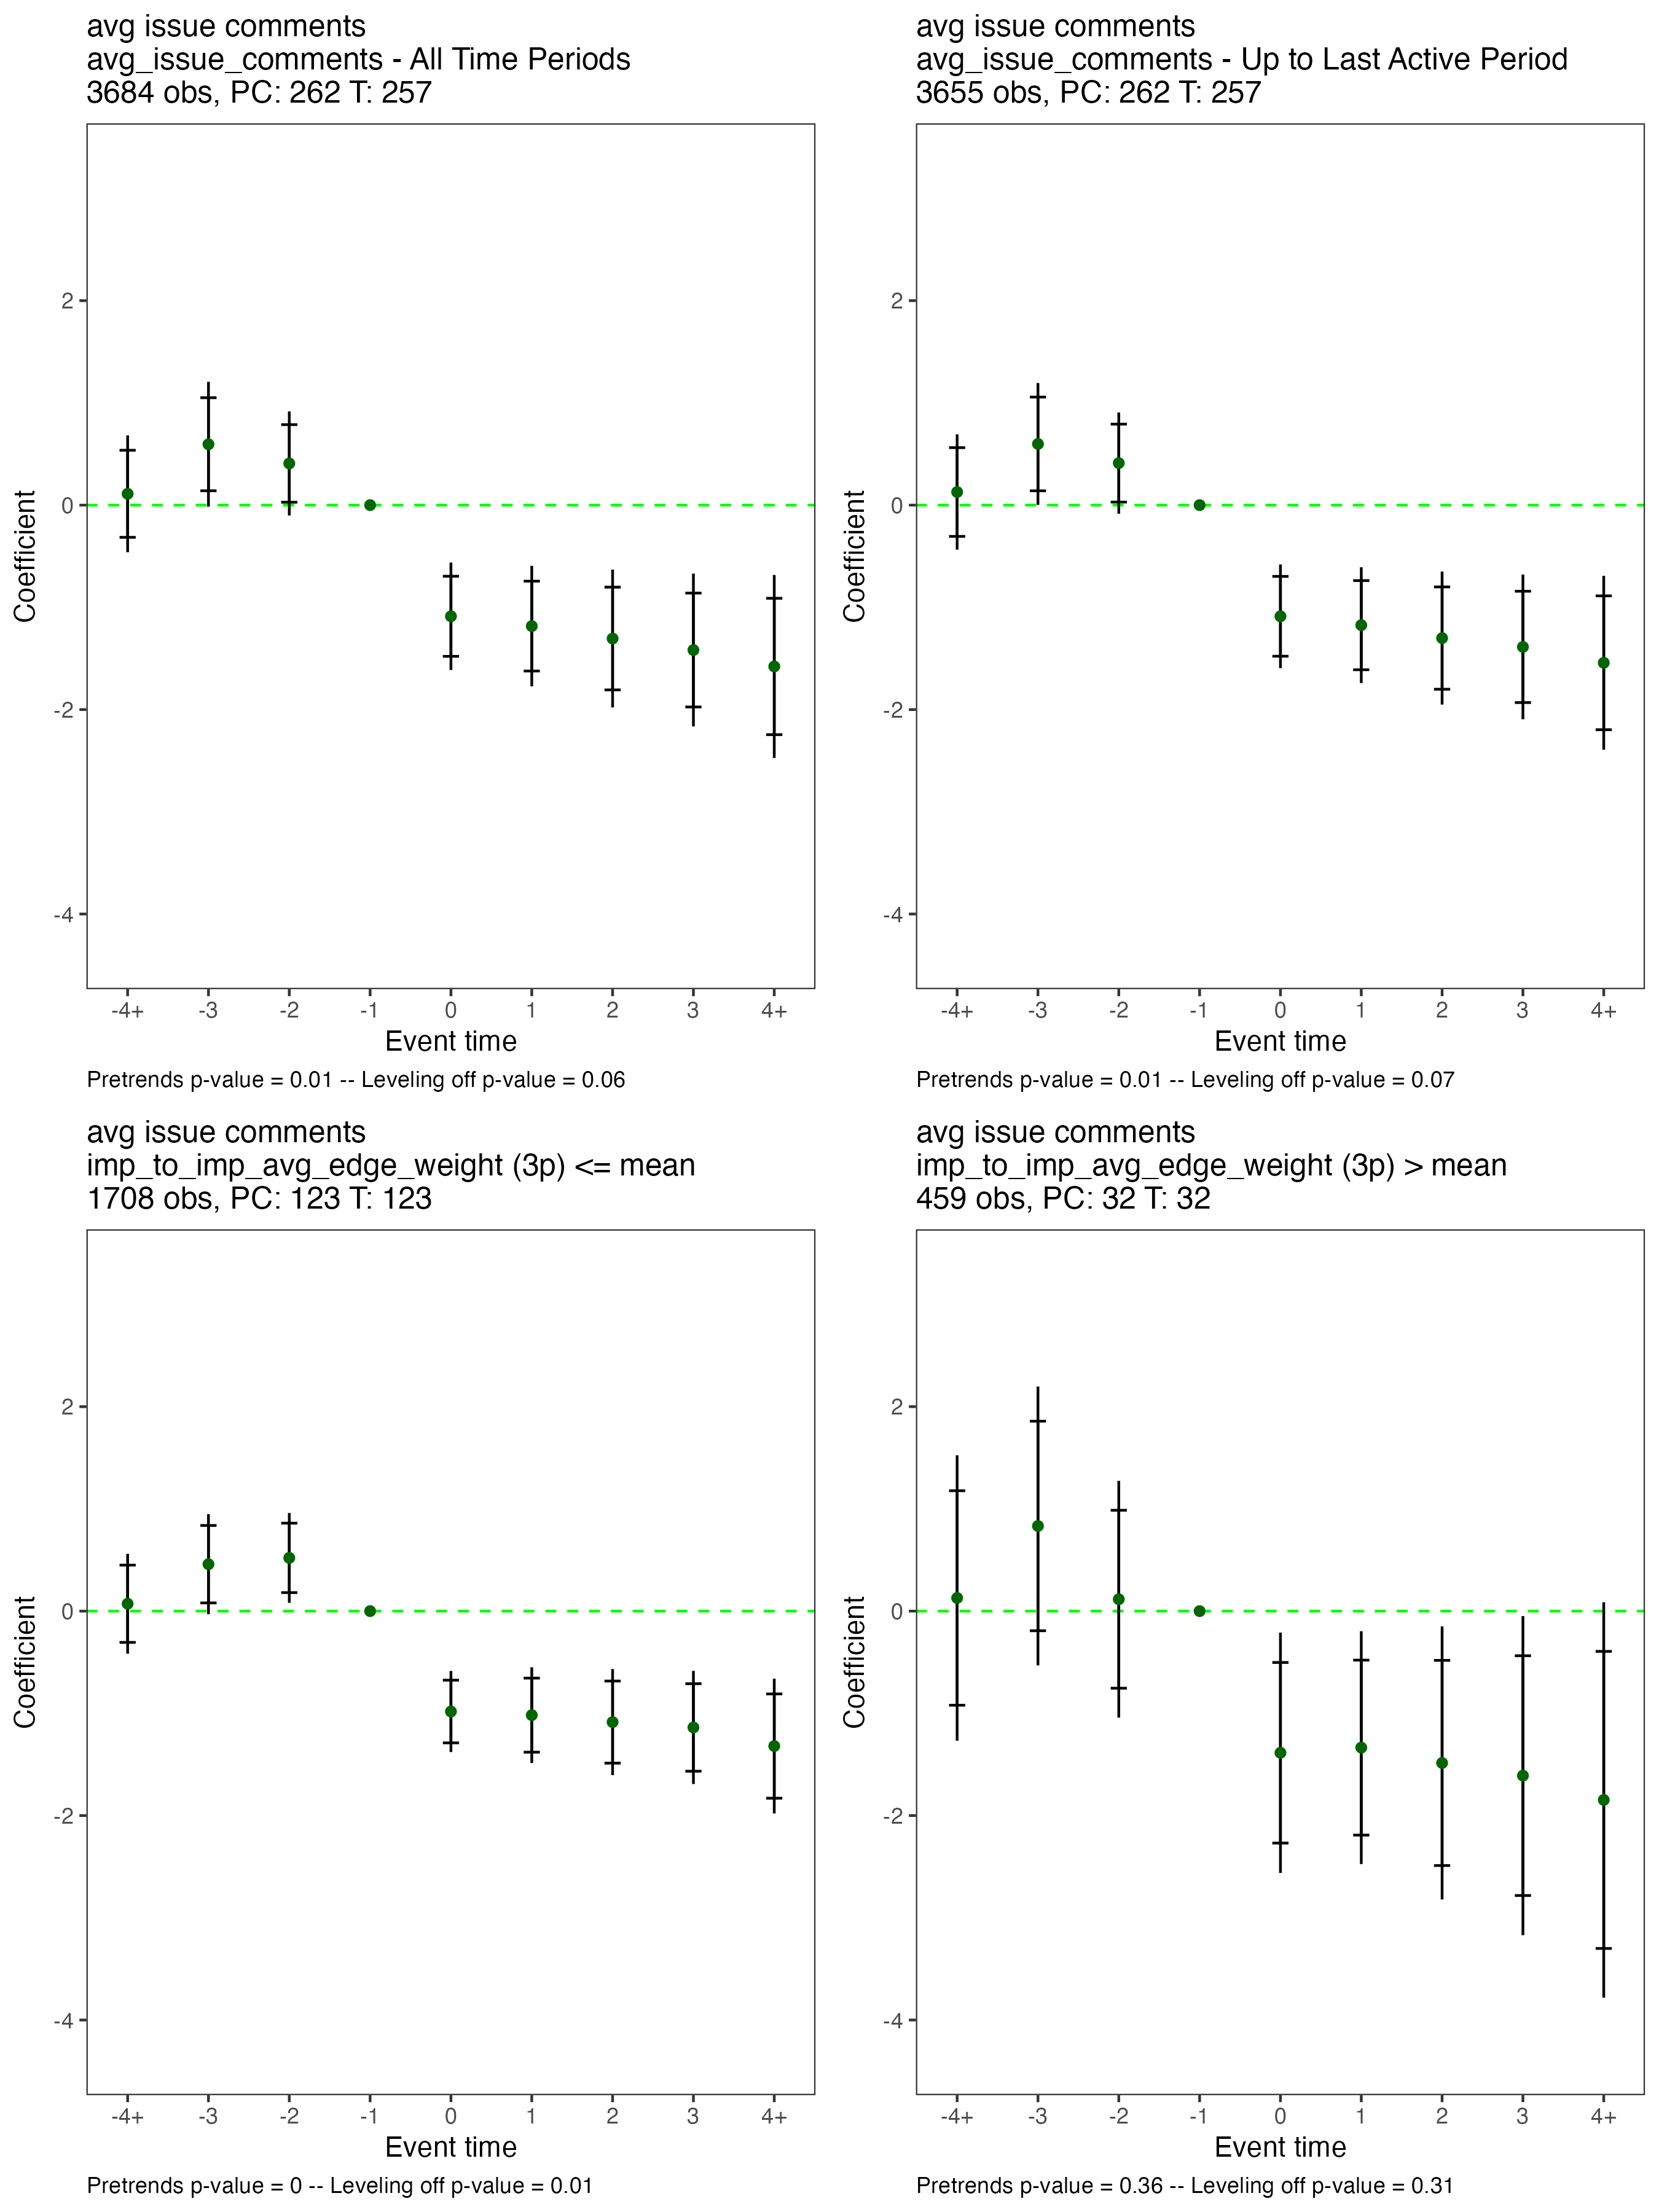 avg issue comments
avg_issue_comments - All Time Periods
3684 obs, PC: 262 T: 257
Coefficient
2
0
-2
-4
-4+ -3 -2 -1 0 1 2 3 4+
Event time
Pretrends p-value = 0.01 -- Leveling off p-value = 0.06
avg issue comments
avg_issue_comments - Up to Last Active Period
3655 obs, PC: 262 T: 257
Coefficient
2
0
-2
-4
-4+ -3 -2 -1 0 1 2 3 4+
Event time
Pretrends p-value = 0.01 -- Leveling off p-value = 0.07
avg issue comments
imp_to_imp_avg_edge_weight (3p) <= mean
1708 obs, PC: 123 T: 123
Coefficient
2
0
-2
-4
-4+ -3 -2 -1 0 1 2 3 4+
Event time
Pretrends p-value = 0 -- Leveling off p-value = 0.01
avg issue comments
imp_to_imp_avg_edge_weight (3p) > mean
459 obs, PC: 32 T: 32
Coefficient
2
0
-2
-4
-4+ -3 -2 -1 0 1 2 3 4+
Event time
Pretrends p-value = 0.36 -- Leveling off p-value = 0.31